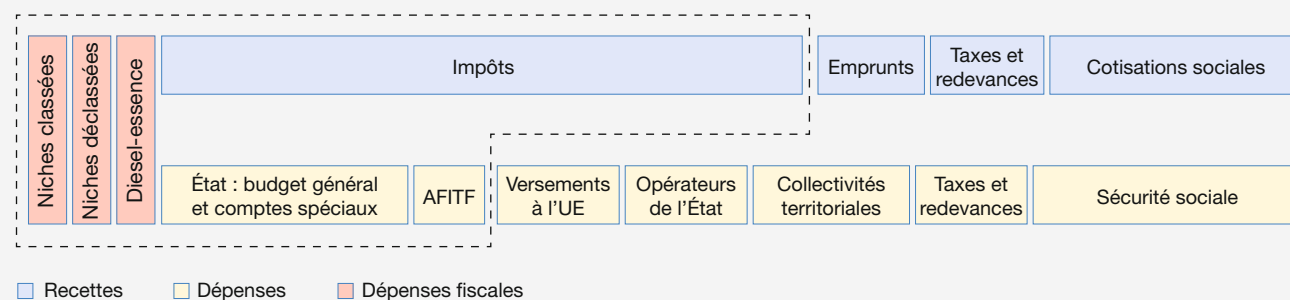 Niches classées
Niches déclassées
Diesel-essence
Impôts
Emprunts
Taxes et
redevances
Cotisations sociales
État : budget général
et comptes spéciaux
AFITF
Versements
à l’UE
Opérateurs
de l’État
Collectivités
territoriales
Taxes et
redevances
Sécurité sociale
Recettes
Dépenses
Dépenses fiscales